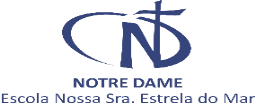 N
NOTRE DAME
Escola Nossa Sra. Estrela do Mar